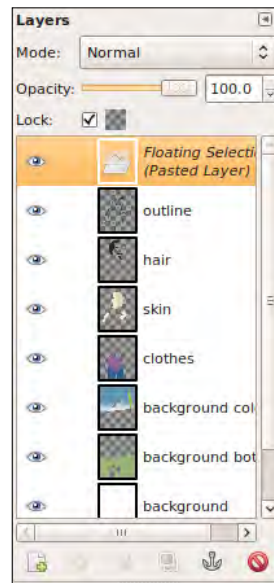 Layers
Mode: Normal
Opacity: 100.0
Lock:
Floating Selecti
(Pasted Layer)
outline
hair
skin
clothes
background col
background bot
background